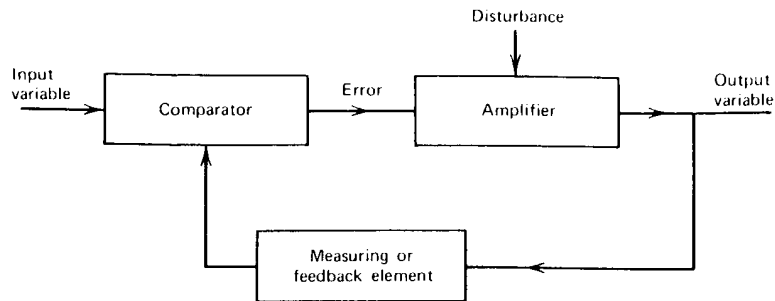 Disturbance
Input
variable
Comparator
Error
Amplifier
Output
variable
Measuring or
feedback element